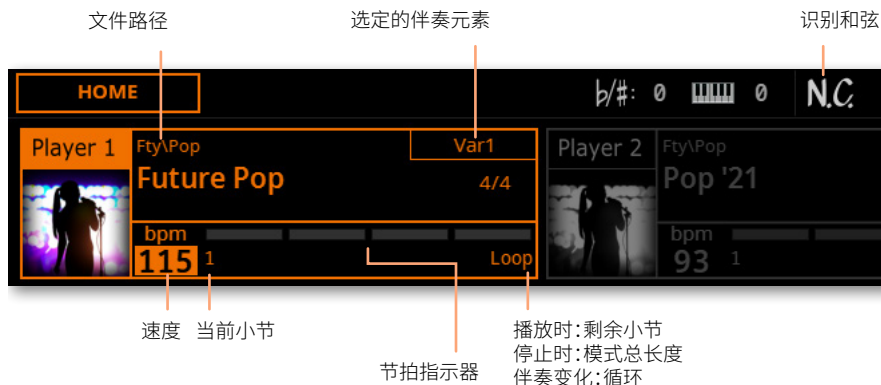 文件路径
选定的伴奏元素
识别和弦
HOME
♭/♯: 0 0 N.C.
Player 1
Fty\Pop
Var1
Future Pop
4/4
bpm
115
1
Loop
Player 2
Fty\Pop
Pop '21
bpm
93
1
速度
当前小节
节拍指示器
播放时:剩余小节
停止时:模式总长度
伴奏变化:循环